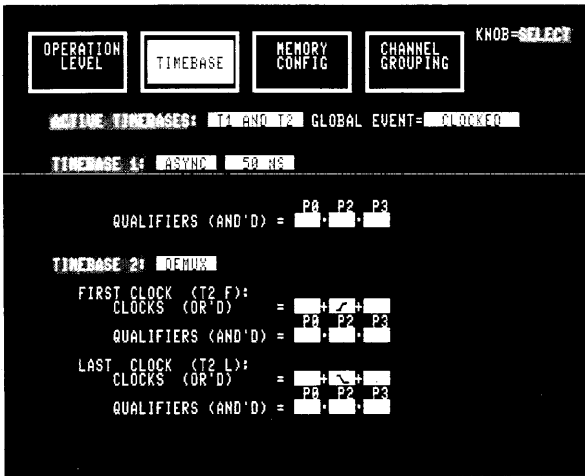 KNOB=SELECT
OPERATION LEVEL
TIMEBASE
MEMORY CONFIG
CHANNEL GROUPING
ACTIVE TIMEBASES: T1 AND T2 GLOBAL EVENT= CLOCKED
TIMEBASE 1: ASYNC 50 NS
P0 P2 P3
QUALIFIERS (AND'D) = . .
TIMEBASE 2: DEMUX
FIRST CLOCK (T2 F):
CLOCKS (OR'D) = + +
P0 P2 P3
QUALIFIERS (AND'D) = . .
LAST CLOCK (T2 L):
CLOCKS (OR'D) = + +
P0 P2 P3
QUALIFIERS (AND'D) = . .